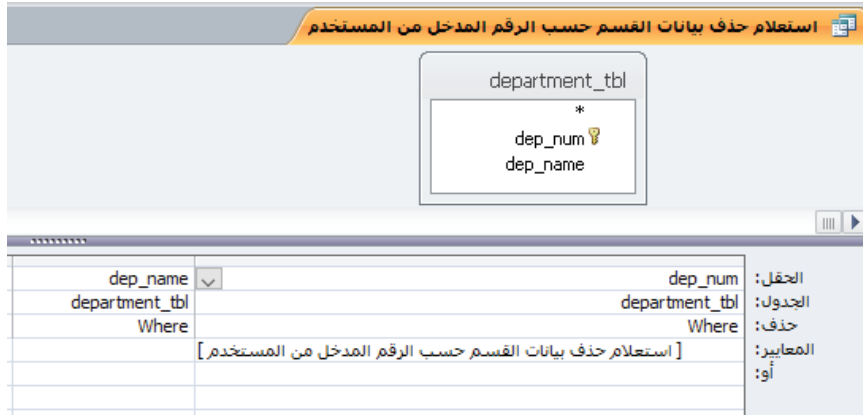 استعلام حذف بيانات القسم حسب الرقم المدخل من المستخدم
department_tbl
*
dep_num
dep_name
الحقل: dep_num dep_name
الجدول: department_tbl department_tbl
حذف: Where Where
المعايير: [ استعلام حذف بيانات القسم حسب الرقم المدخل من المستخدم ]
أو: